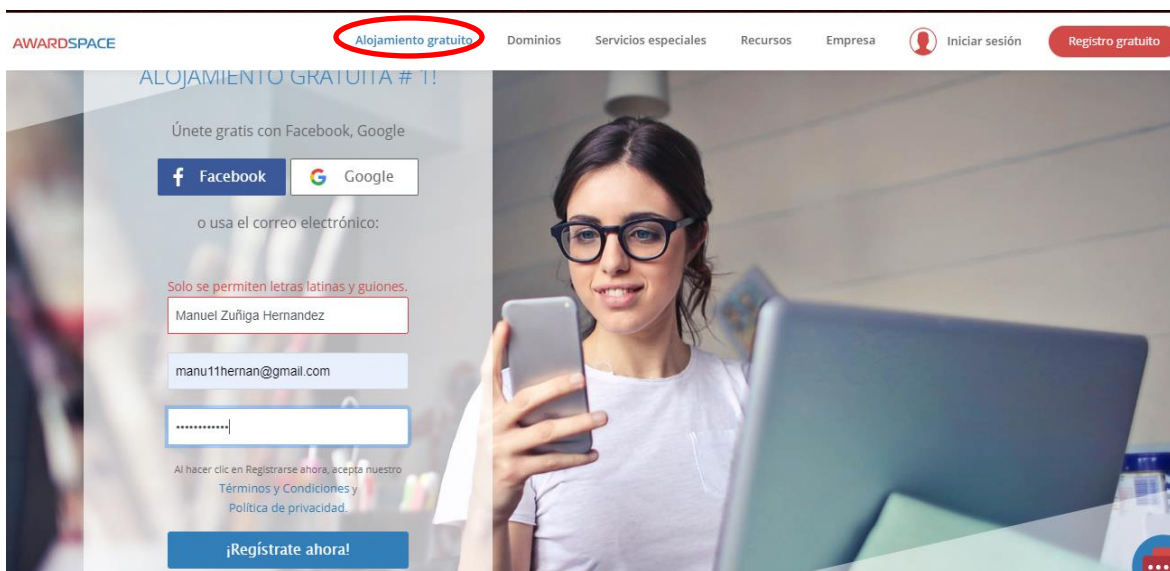 AWARDSPACE
Alojamiento gratuito
Dominios
Servicios especiales
Recursos
Empresa
Iniciar sesión
Registro gratuito
ALOJAMIENTO GRATUITA # 1!
Únete gratis con Facebook, Google
f Facebook
G Google
o usa el correo electrónico:
Solo se permiten letras latinas y guiones.
Manuel Zuñiga Hernandez
manu11hernan@gmail.com
••••••••••••
Al hacer clic en Registrarse ahora, acepta nuestro
Términos y Condiciones y
Política de privacidad.
¡Regístrate ahora!